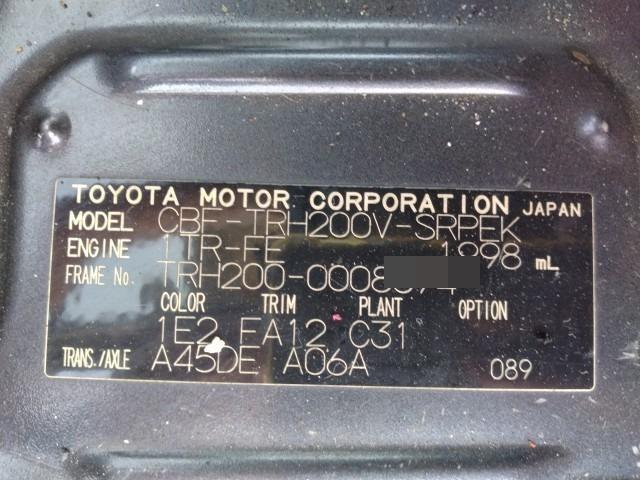 TOYOTA MOTOR CORPORATION JAPAN
MODEL CBF-TRH200V-SRPEK
ENGINE 1TR-FE 1998 mL
FRAME No. TRH200-0008
COLOR TRIM PLANT OPTION
1E2 FA12 C31
TRANS./AXLE A45DE A06A 089